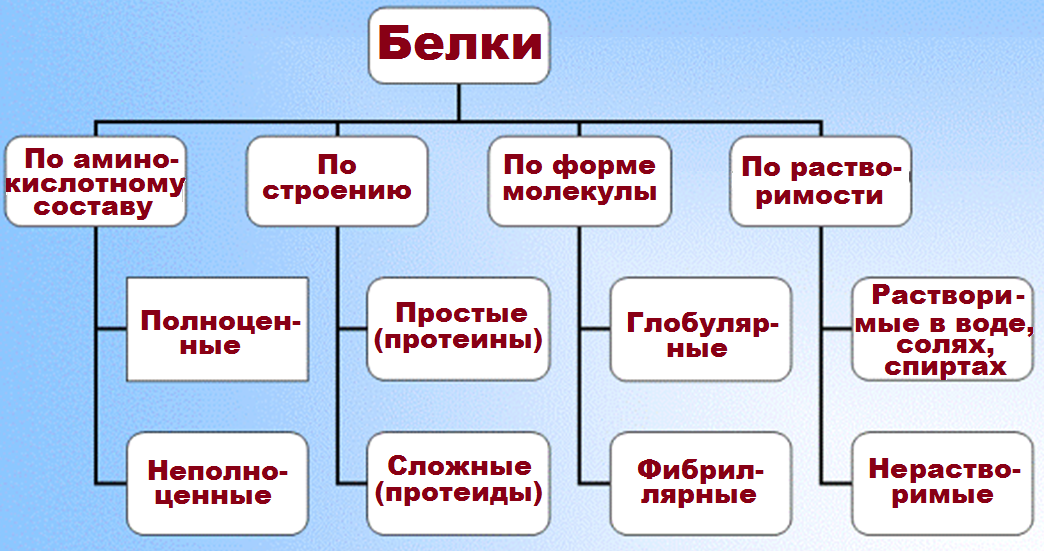 Белки
По амино-
кислотному
составу
По
строению
По форме
молекулы
По раство-
римости
Полноцен-
ные
Простые
(протеины)
Глобуляр-
ные
Раствори-
мые в воде,
солях,
спиртах
Неполно-
ценные
Сложные
(протеиды)
Фибрил-
лярные
Нераство-
римые